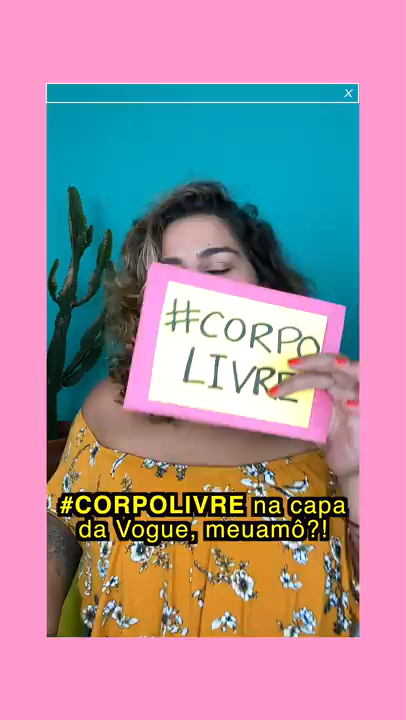 x
#CORPO
LIVRE
#CORPOLIVRE na capa
da Vogue, meuamô?!